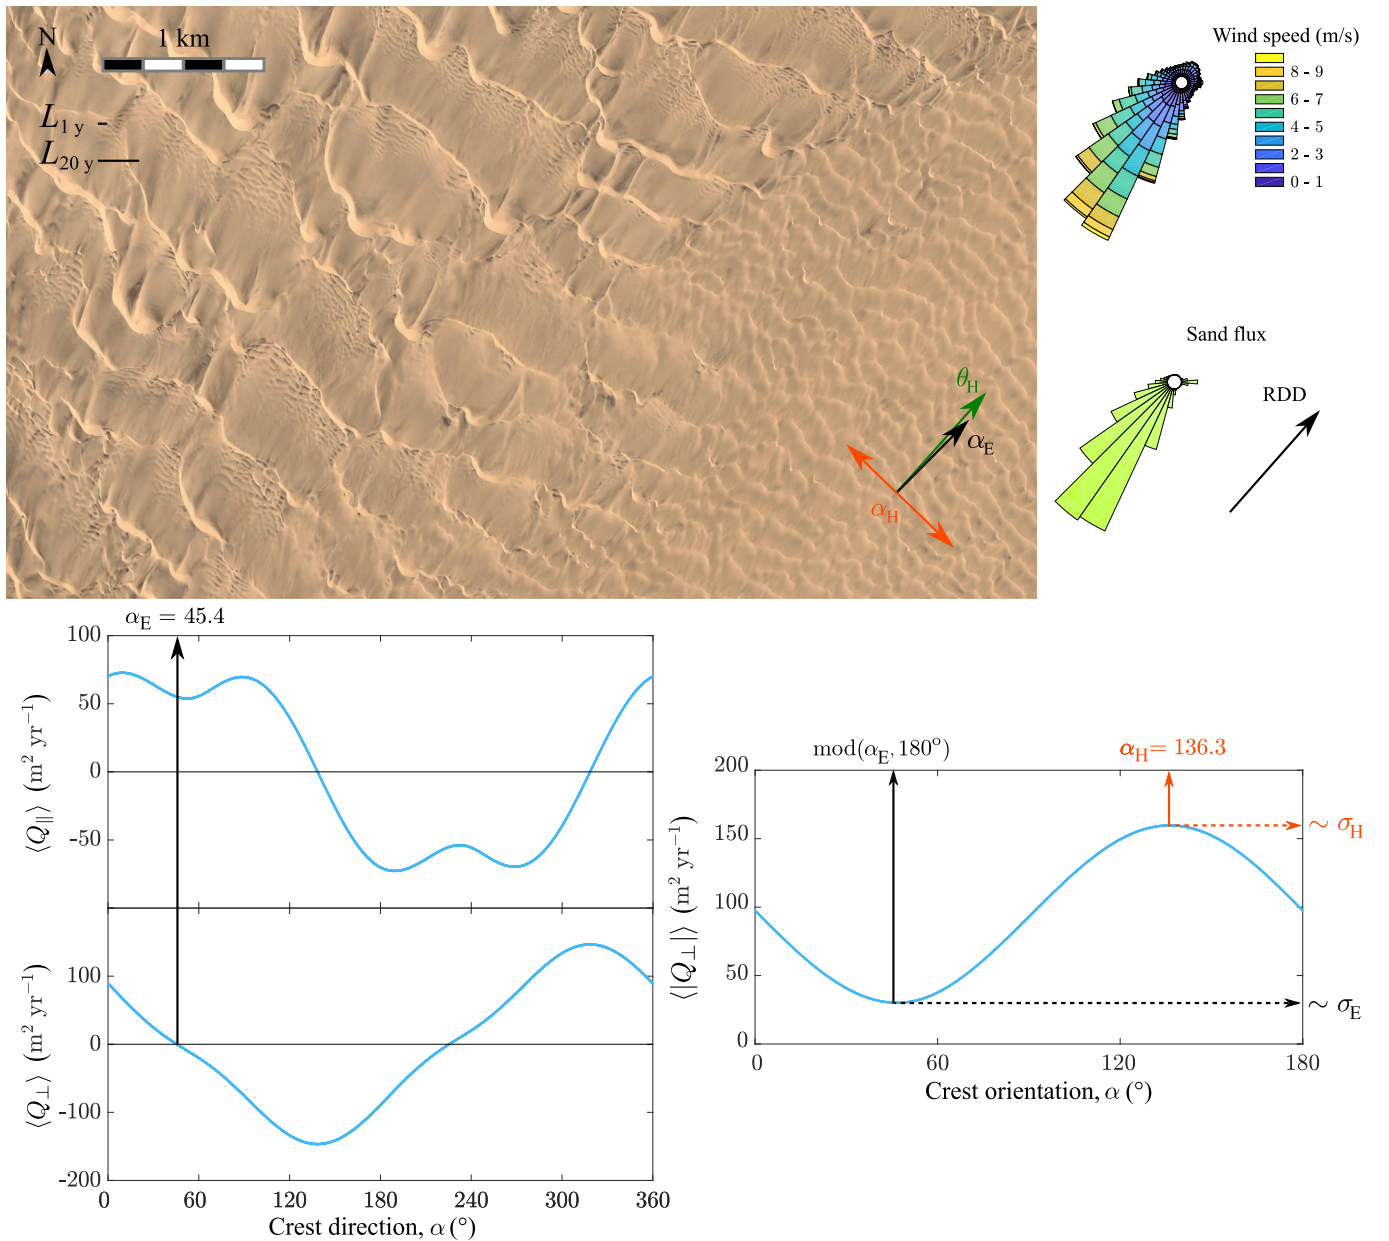 N
1 km
L1 y
L20 y
θH
αE
αH
Wind speed (m/s)
8 - 9
6 - 7
4 - 5
2 - 3
0 - 1
Sand flux
RDD
αE = 45.4
100
50
0
-50
⟨Q∥⟩ (m² yr⁻¹)
100
0
-100
-200
⟨Q⊥⟩ (m² yr⁻¹)
0 60 120 180 240 300 360
Crest direction, α (°)
mod(αE, 180°)
αH = 136.3
200
150
100
50
0
⟨|Q⊥|⟩ (m² yr⁻¹)
∼ σH
∼ σE
0 60 120 180
Crest orientation, α (°)